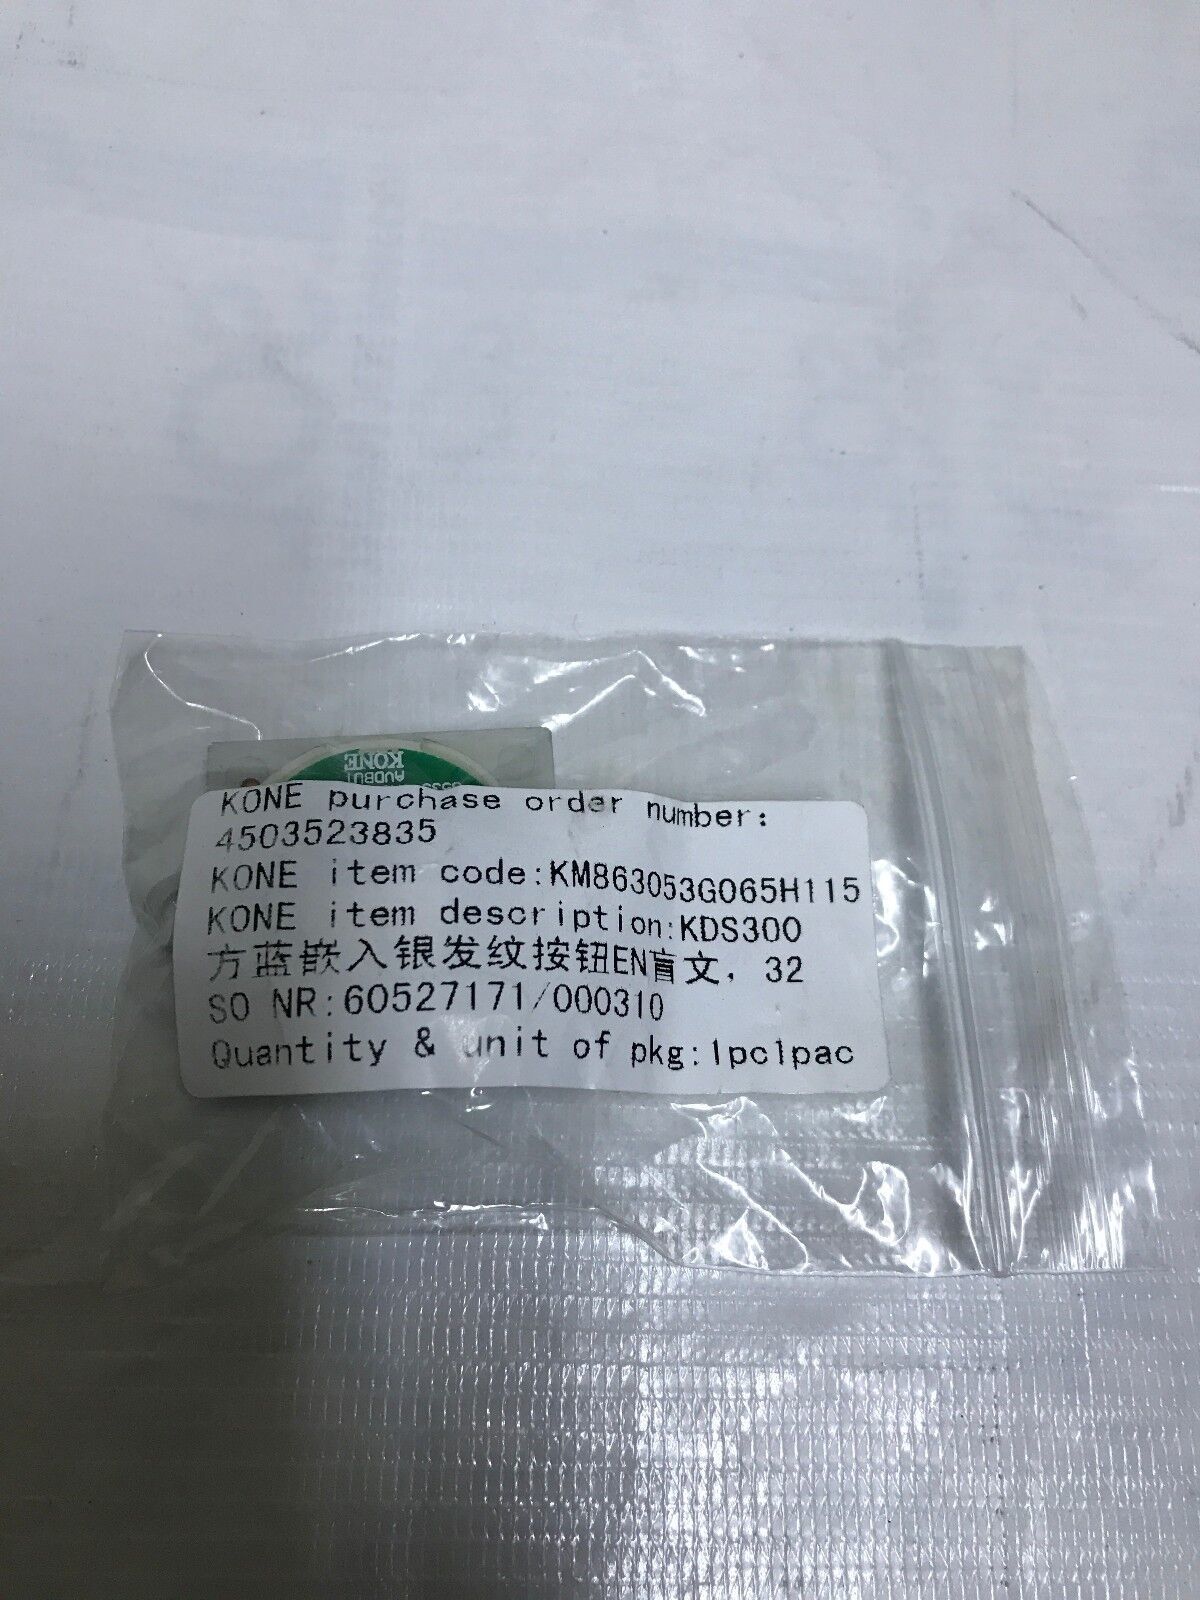 KONE
AUDBUT
KONE purchase order number:
4503523835
KONE item code:KM863053G065H115
KONE item description:KDS300
方蓝嵌入银发纹按钮EN盲文, 32
SO NR:60527171/000310
Quantity & unit of pkg:1pc1pac